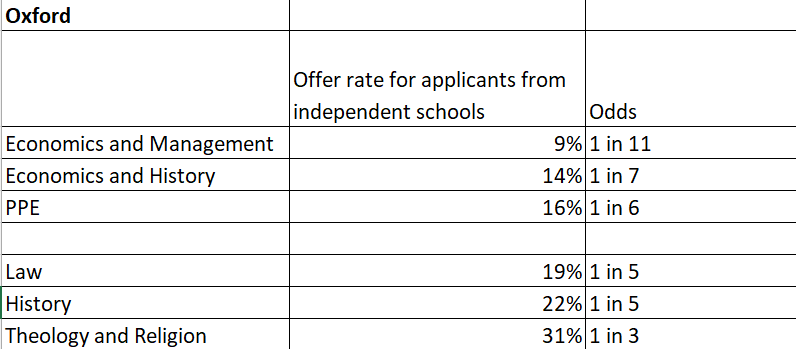 Oxford
Offer rate for applicants from
independent schools Odds
Economics and Management 9% 1 in 11
Economics and History 14% 1 in 7
PPE 16% 1 in 6
Law 19% 1 in 5
History 22% 1 in 5
Theology and Religion 31% 1 in 3